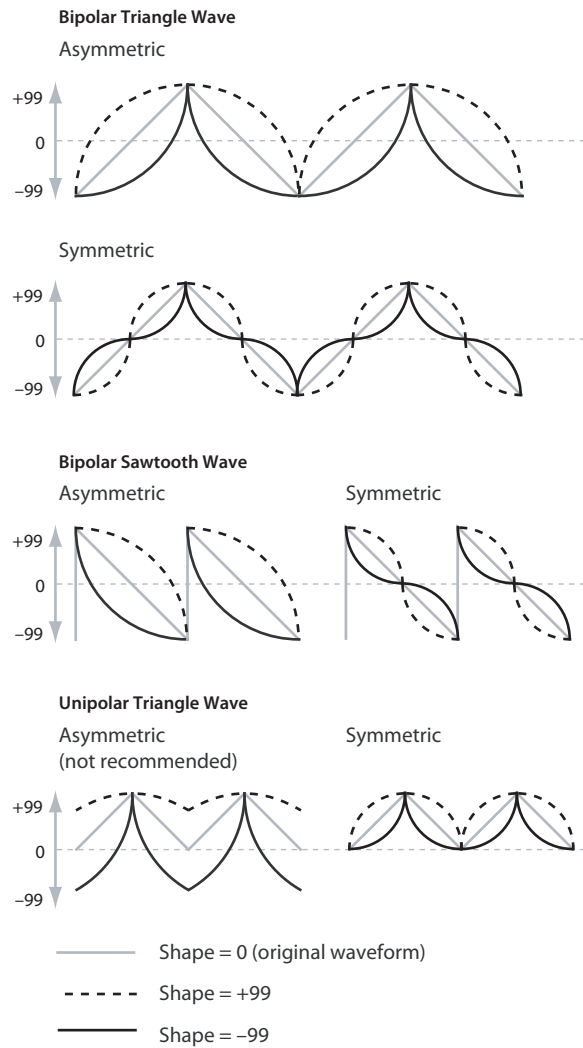 Bipolar Triangle Wave
Asymmetric
+99
0
–99
Symmetric
+99
0
–99
Bipolar Sawtooth Wave
Asymmetric
Symmetric
+99
0
–99
Unipolar Triangle Wave
Asymmetric
(not recommended)
Symmetric
+99
0
–99
Shape = 0 (original waveform)
Shape = +99
Shape = –99